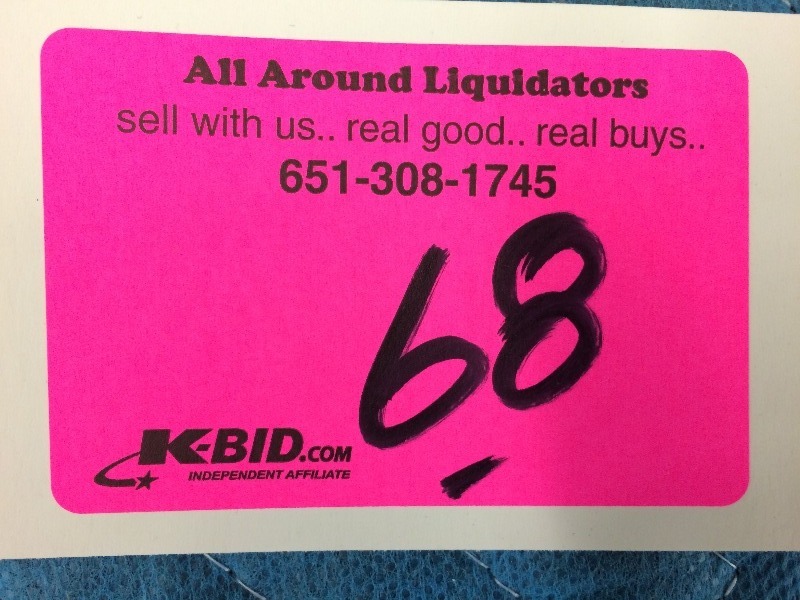 All Around Liquidators
sell with us.. real good.. real buys..
651-308-1745
68
K-BID.COM
INDEPENDENT AFFILIATE